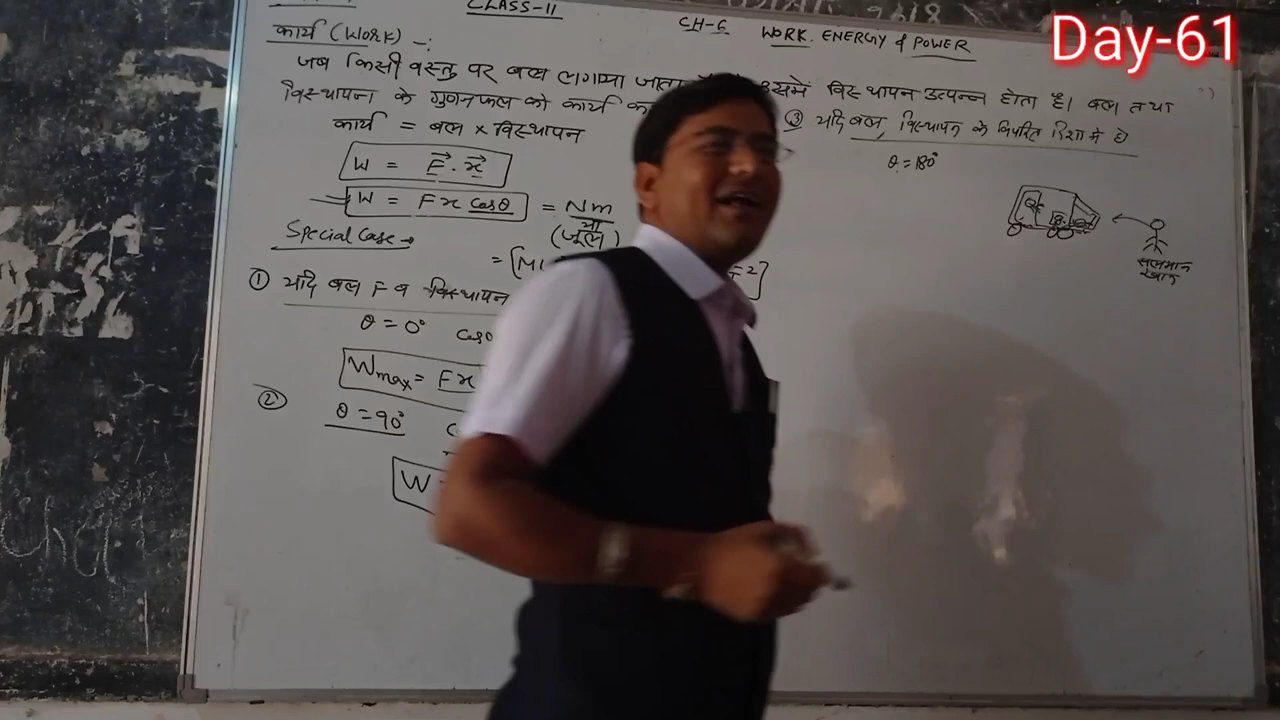 CLASS-11
CH-6 WORK. ENERGY & POWER
Day-61
कार्य (WORK) -:
जब किसी वस्तु पर बल लगाया जाता उसमें विस्थापन उत्पन्न होता है। बल तथा
विस्थापन के गुणनफल को कार्य
कार्य = बल × विस्थापन
W = F⃗ . x⃗
W = Fx cosθ = Nm
या
(जूल)
Special Case →
① यदि बल F व विस्थापन
θ = 0°
Wmax = Fx
② θ = 90°
W
③ यदि बल, विस्थापन के विपरित दिशा में हो
θ = 180°
सलमान
खान